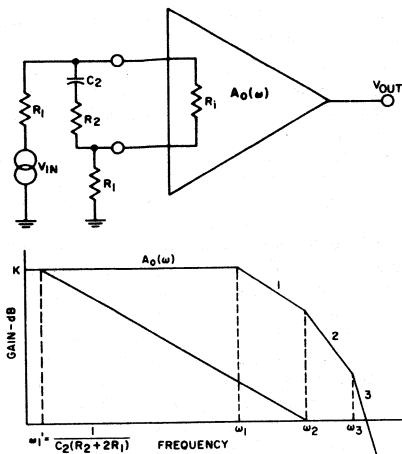 C2
R1
R2
Ri
A0(ω)
VOUT
VIN
R1
A0(ω)
K
GAIN-dB
1
2
3
ω1' = 1/C2(R2+2R1)
FREQUENCY
ω1
ω2
ω3